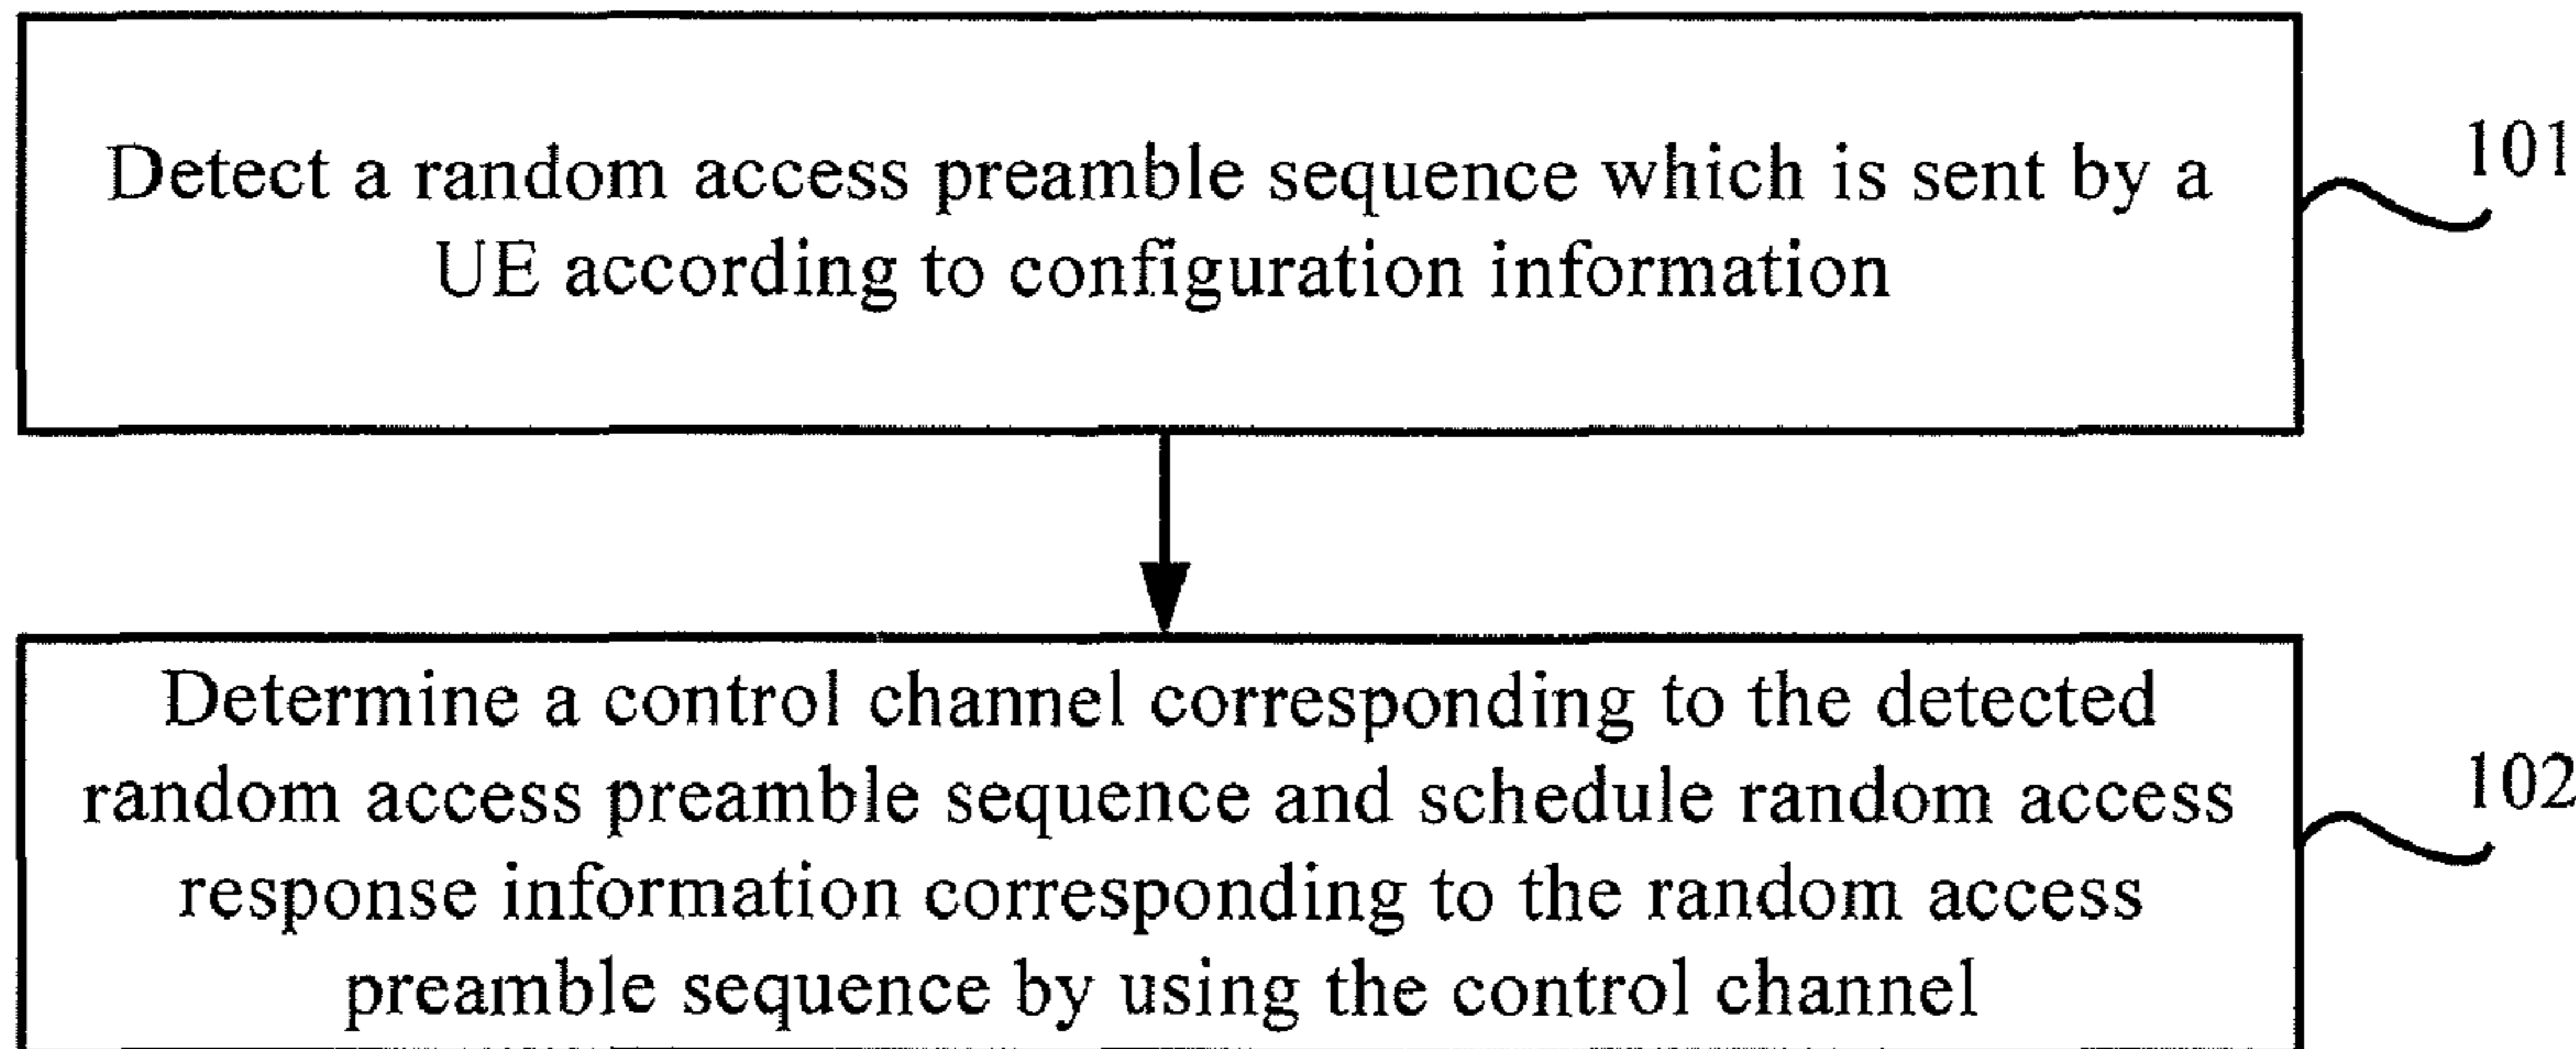 Detect a random access preamble sequence which is sent by a
UE according to configuration information
101
Determine a control channel corresponding to the detected
random access preamble sequence and schedule random access
response information corresponding to the random access
preamble sequence by using the control channel
102